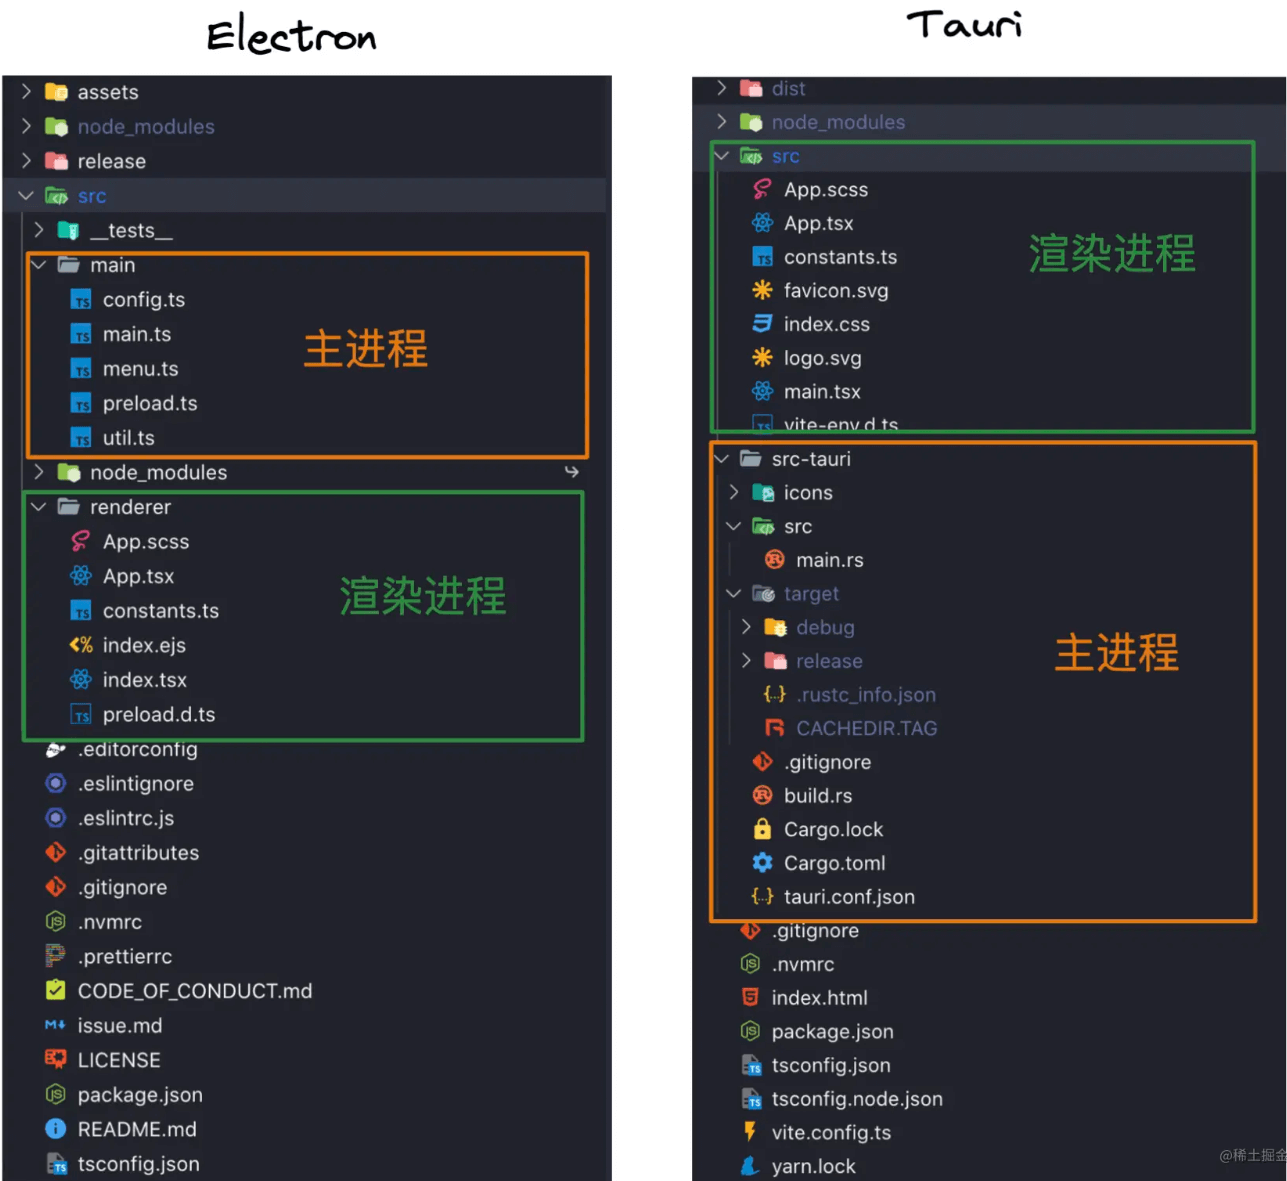 Electron
assets
node_modules
release
src
__tests__
main
config.ts
main.ts
主进程
menu.ts
preload.ts
util.ts
node_modules
renderer
App.scss
App.tsx
渲染进程
constants.ts
index.ejs
index.tsx
preload.d.ts
.editorconfig
.eslintignore
.eslintrc.js
.gitattributes
.gitignore
.nvmrc
.prettierrc
CODE_OF_CONDUCT.md
issue.md
LICENSE
package.json
README.md
tsconfig.json
Tauri
dist
node_modules
src
App.scss
App.tsx
渲染进程
constants.ts
favicon.svg
index.css
logo.svg
main.tsx
vite-env.d.ts
src-tauri
icons
src
main.rs
target
debug
主进程
release
.rustc_info.json
CACHEDIR.TAG
.gitignore
build.rs
Cargo.lock
Cargo.toml
tauri.conf.json
.gitignore
.nvmrc
index.html
package.json
tsconfig.json
tsconfig.node.json
vite.config.ts
yarn.lock
@稀土掘金